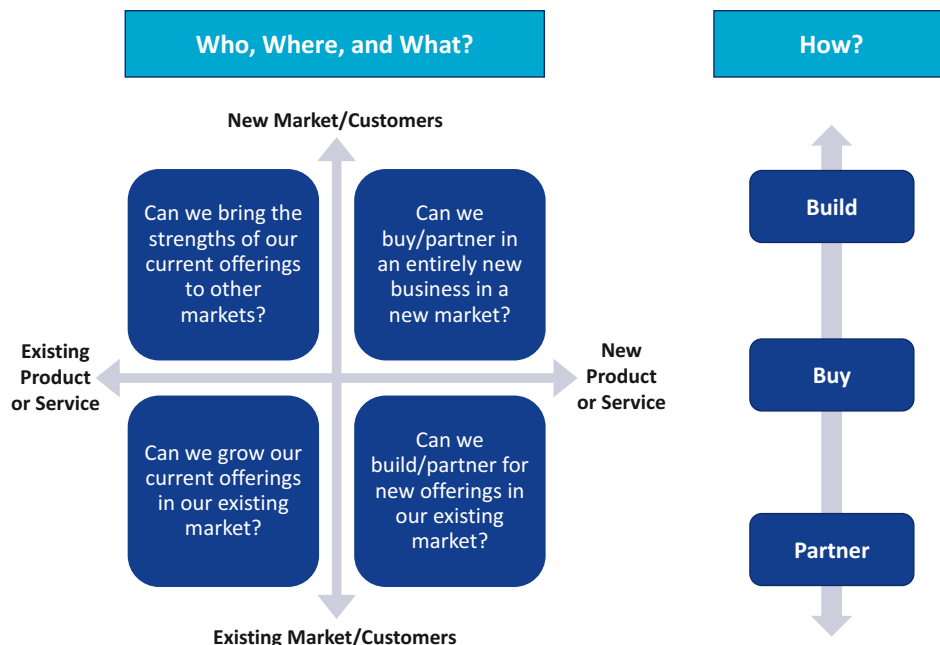 Who, Where, and What?
How?
New Market/Customers
Can we bring the
strengths of our
current offerings
to other
markets?
Can we
buy/partner in
an entirely new
business in a
new market?
Build
Existing
Product
or Service
New
Product
or Service
Buy
Can we grow our
current offerings
in our existing
market?
Can we
build/partner for
new offerings in
our existing
market?
Partner
Existing Market/Customers